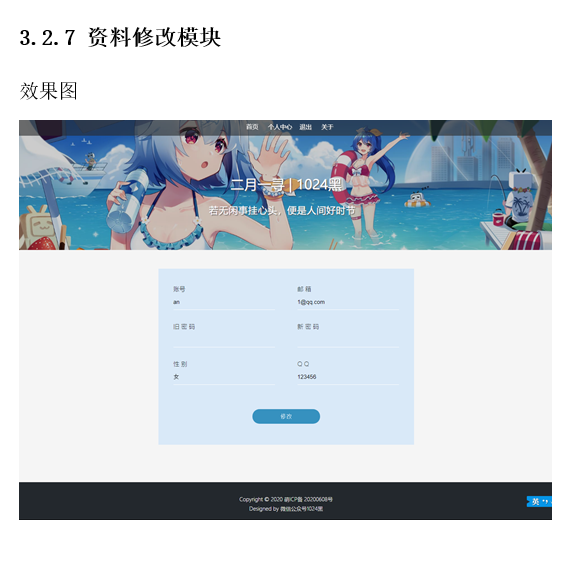 3.2.7 资料修改模块
效果图
首页 个人中心 退出 关于
二月一寻 | 1024黑
若无闲事挂心头，便是人间好时节
账号 邮 箱
an 1@qq.com
旧 密 码 新 密 码
性 别 Q Q
女 123456
修改
Copyright © 2020 萌ICP备 20200608号
Designed by 微信公众号1024黑
英